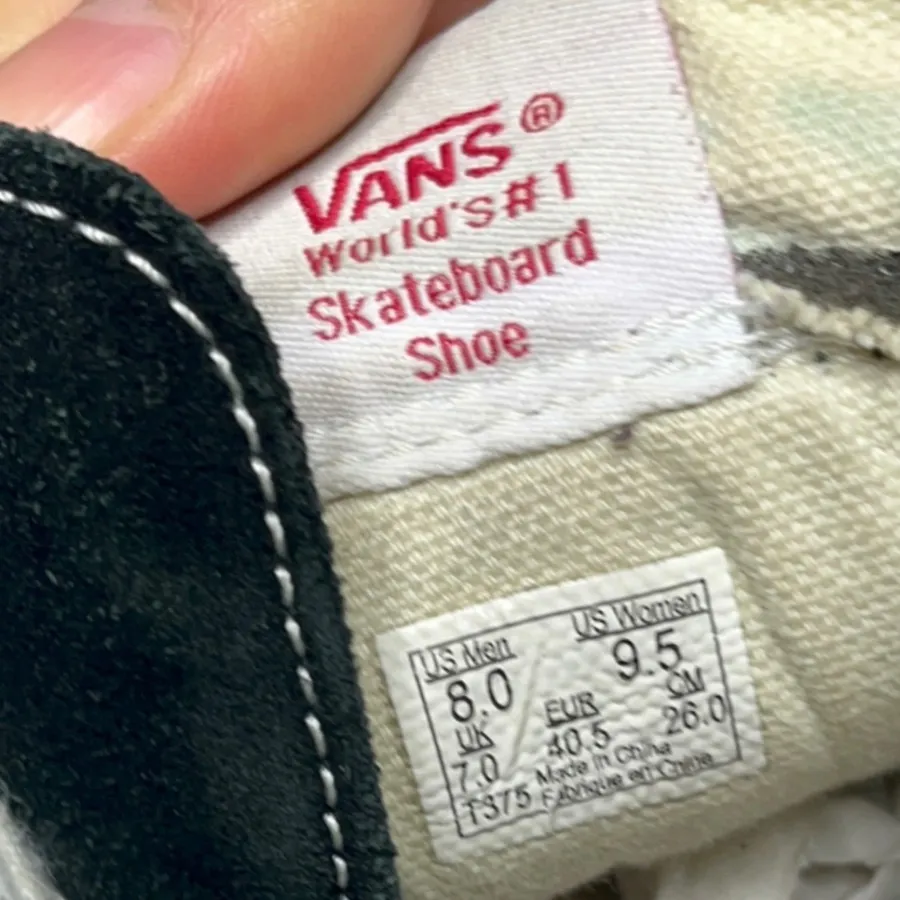 VANS®
World's #1
Skateboard
Shoe
US Men US Women
8.0 9.5
UK EUR CM
7.0 40.5 26.0
Made in China
T375 Fabriqué en Chine